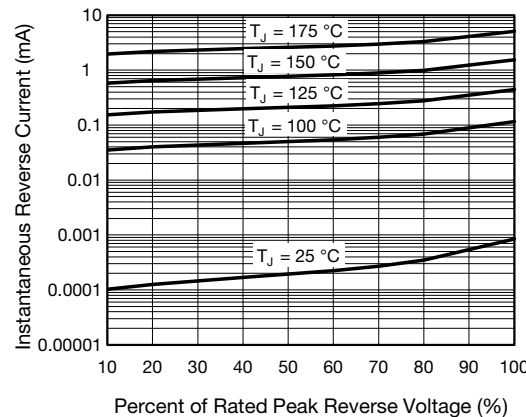 Instantaneous Reverse Current (mA)
10
1
0.1
0.01
0.001
0.0001
0.00001
T_J = 175 °C
T_J = 150 °C
T_J = 125 °C
T_J = 100 °C
T_J = 25 °C
10 20 30 40 50 60 70 80 90 100
Percent of Rated Peak Reverse Voltage (%)